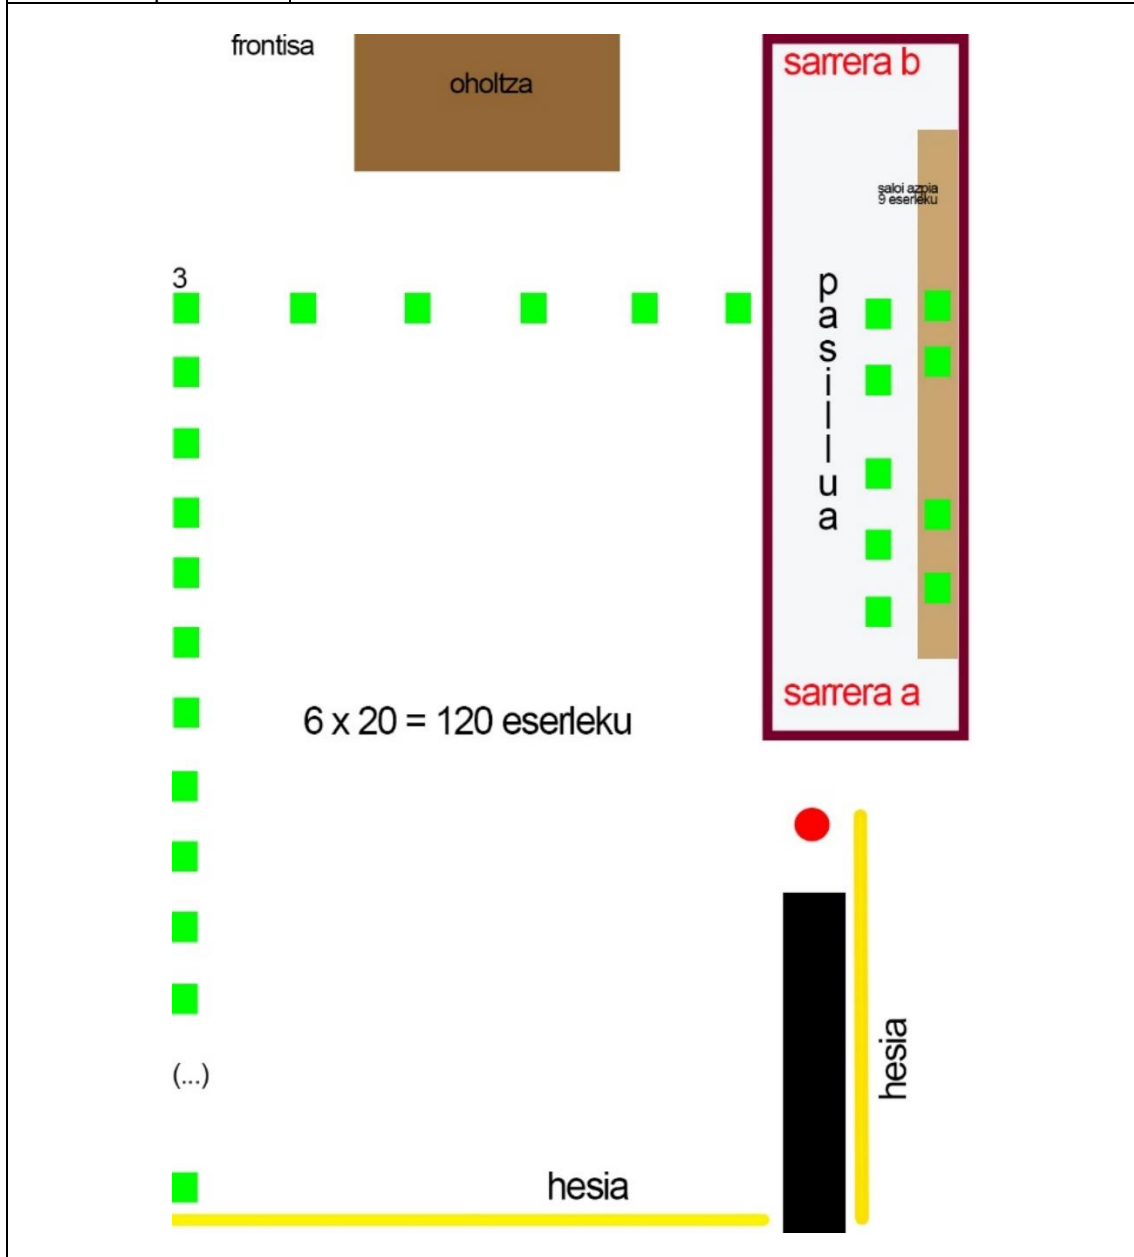 frontisa
oholtza
sarrera b
saloi azpia
9 eserleku
3
pasillua
6 x 20 = 120 eserleku
sarrera a
hesia
(...)
hesia